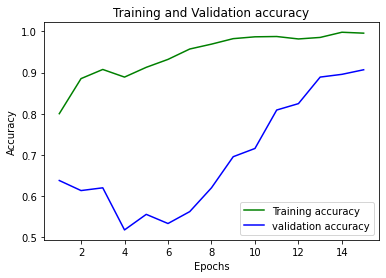 Training and Validation accuracy
1.0
0.9
0.8
0.7
0.6
0.5
Accuracy
Training accuracy
validation accuracy
2 4 6 8 10 12 14
Epochs